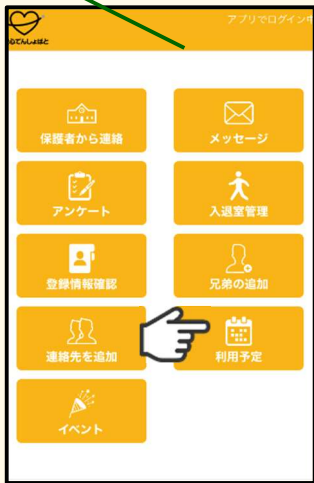 アプリでログイン中
心でんしょばと
保護者から連絡
メッセージ
アンケート
入退室管理
登録情報確認
兄弟の追加
連絡先を追加
利用予定
イベント